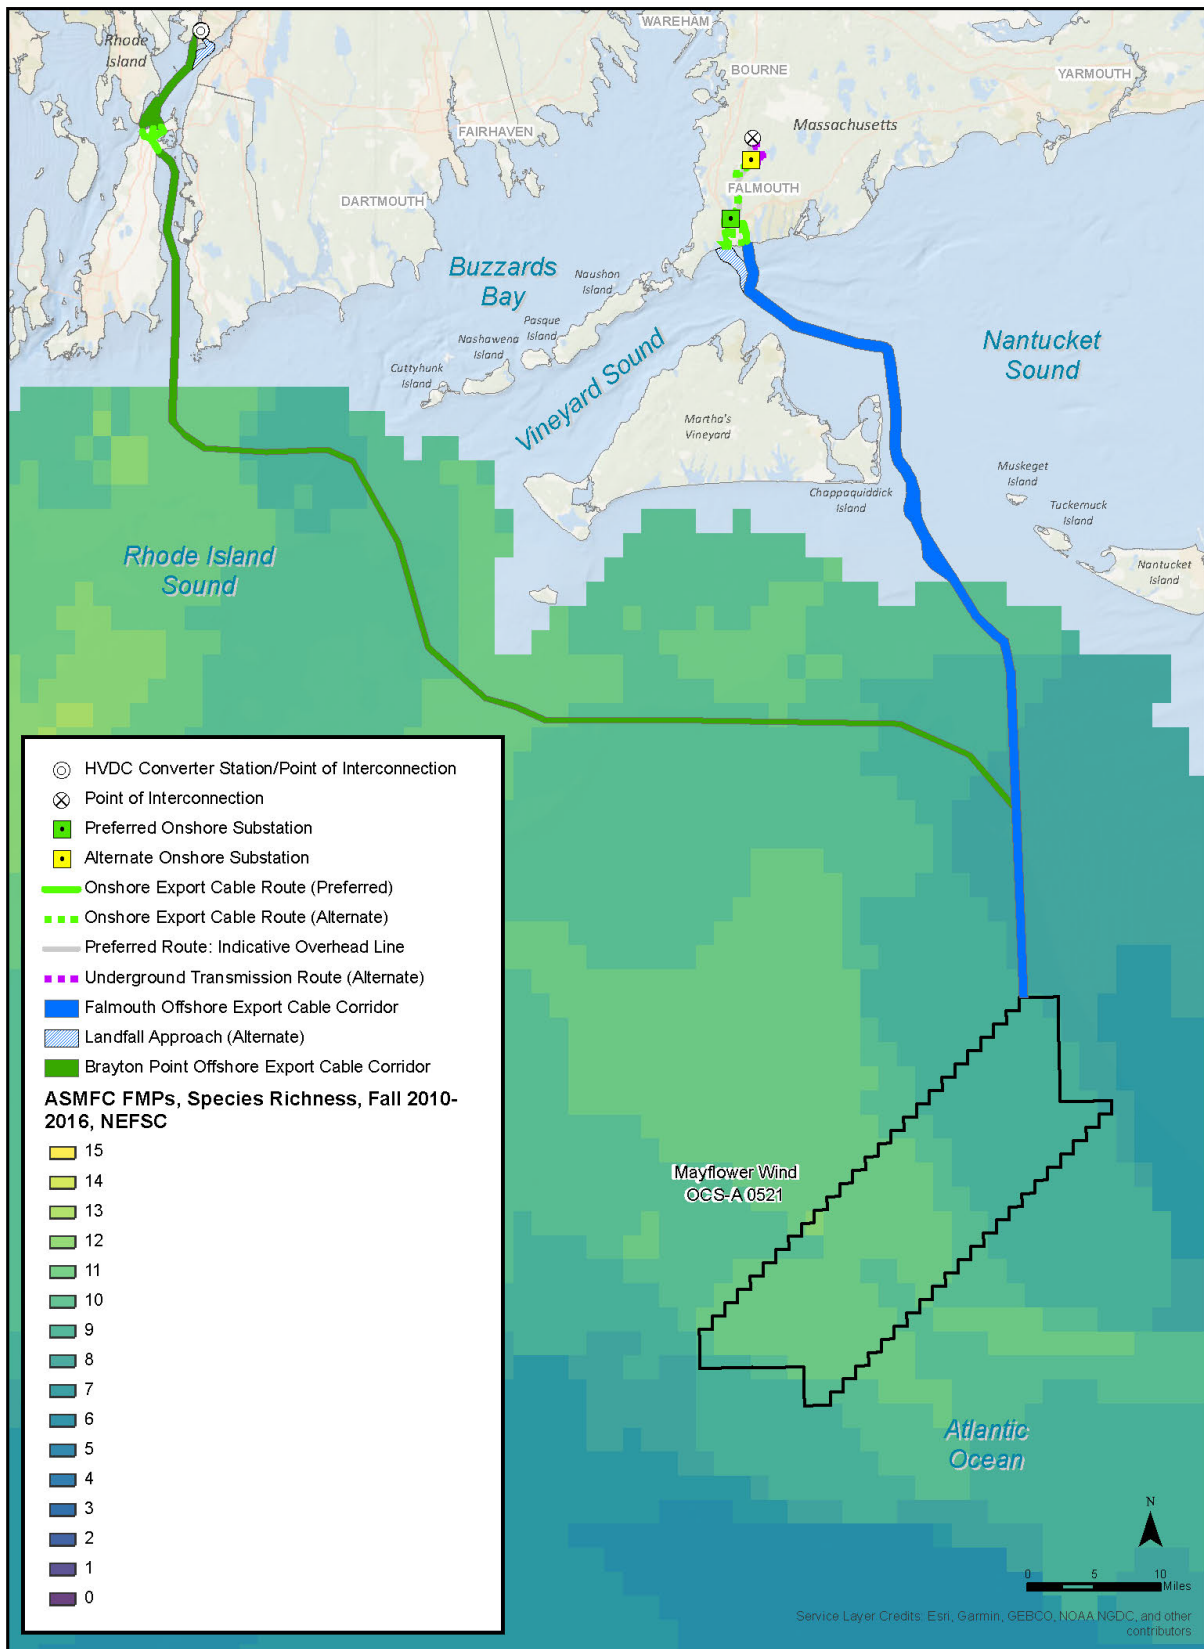 WAREHAM
Rhode
Island
BOURNE
YARMOUTH
Massachusetts
FAIRHAVEN
FALMOUTH
DARTMOUTH
Buzzards
Bay
Naushon
Island
Pasque
Island
Nashawena
Island
Cuttyhunk
Island
Vineyard Sound
Nantucket
Sound
Martha's
Vineyard
Chappaquiddick
Island
Muskeget
Island
Tuckernuck
Island
Nantucket
Island
Rhode Island
Sound
HVDC Converter Station/Point of Interconnection
Point of Interconnection
Preferred Onshore Substation
Alternate Onshore Substation
Onshore Export Cable Route (Preferred)
Onshore Export Cable Route (Alternate)
Preferred Route: Indicative Overhead Line
Underground Transmission Route (Alternate)
Falmouth Offshore Export Cable Corridor
Landfall Approach (Alternate)
Brayton Point Offshore Export Cable Corridor
ASMFC FMPs, Species Richness, Fall 2010-
2016, NEFSC
15
14
13
12
11
10
9
8
7
6
5
4
3
2
1
0
Mayflower Wind
OCS-A 0521
Atlantic
Ocean
N
0 5 10
Miles
Service Layer Credits: Esri, Garmin, GEBCO, NOAA NGDC, and other
contributors